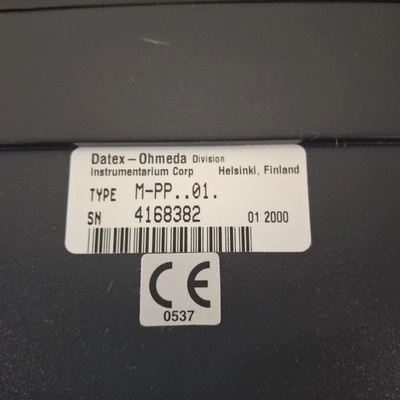 Datex-Ohmeda Division
Instrumentarium Corp Helsinki, Finland
TYPE M-PP..01.
SN 4168382 01 2000
CE
0537